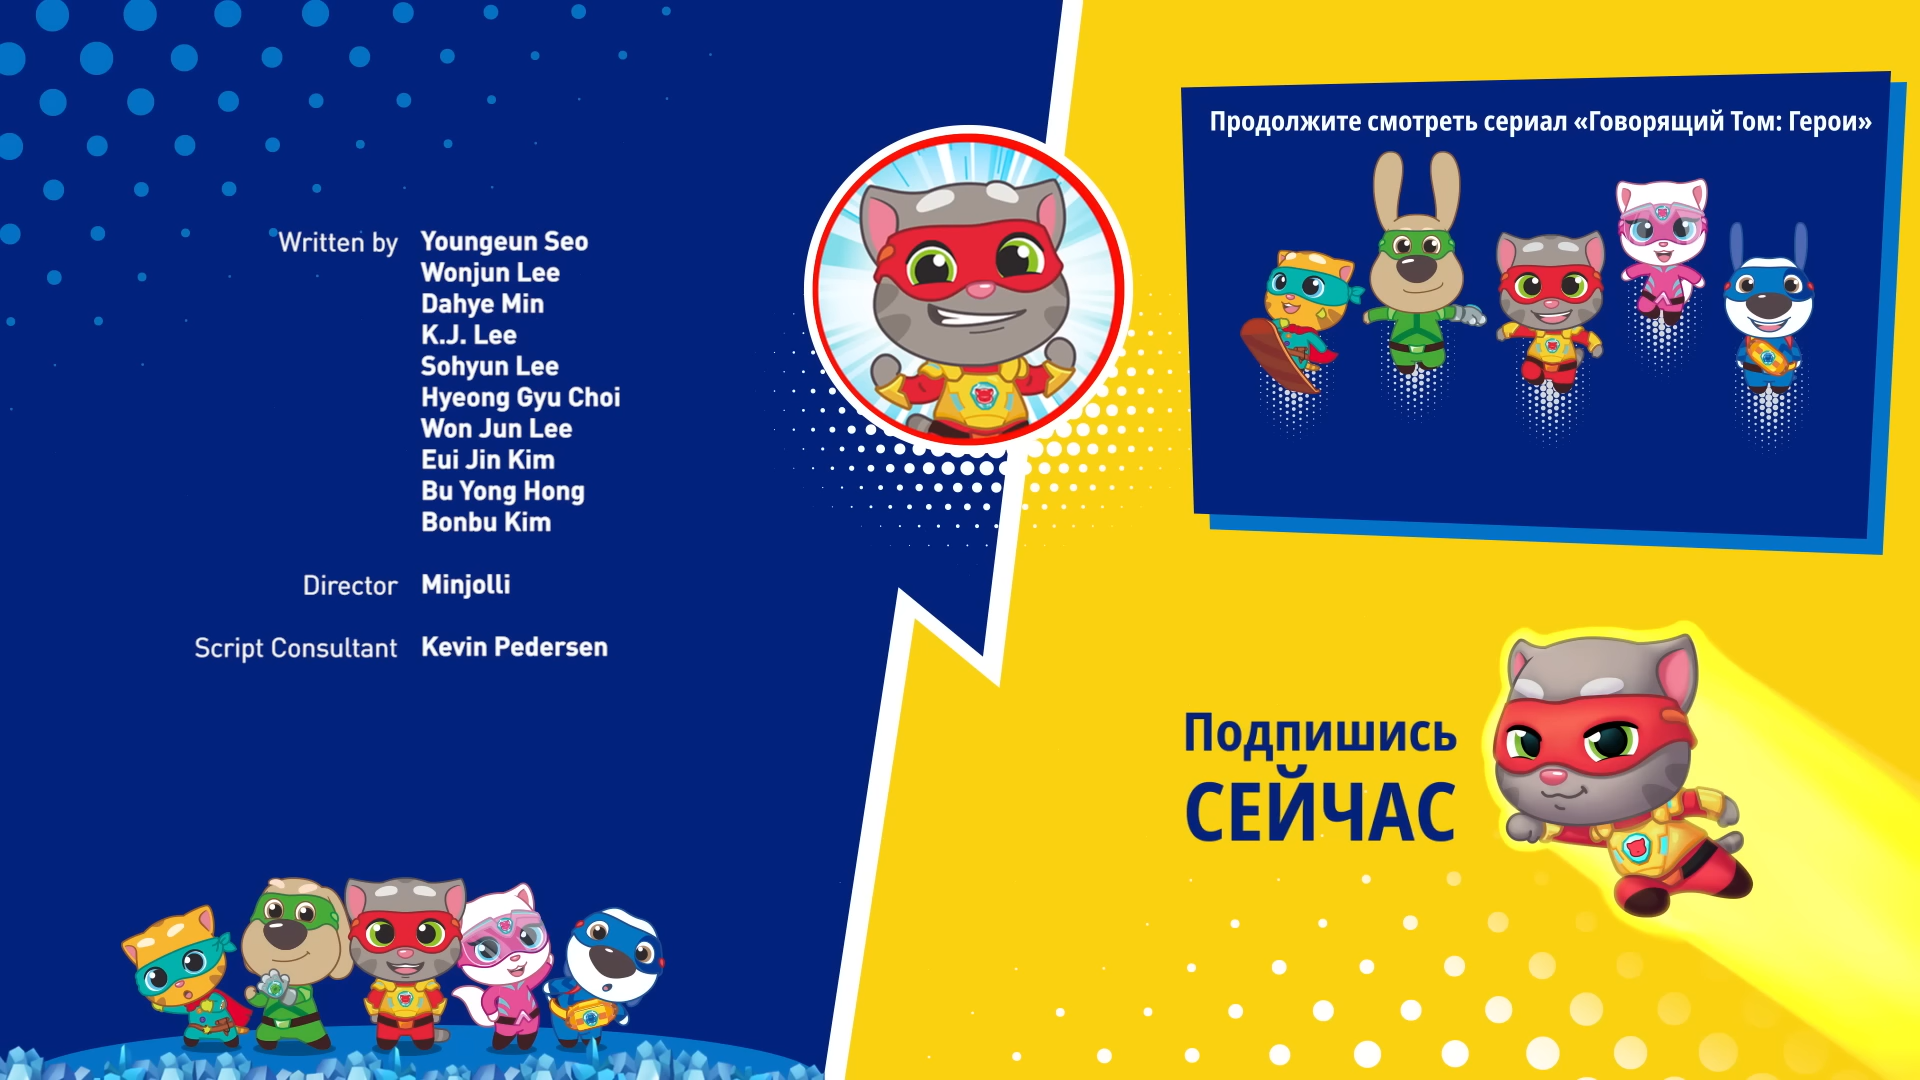 Written by Youngeun Seo
Wonjun Lee
Dahye Min
K.J. Lee
Sohyun Lee
Hyeong Gyu Choi
Won Jun Lee
Eui Jin Kim
Bu Yong Hong
Bonbu Kim
Director Minjolli
Script Consultant Kevin Pedersen
Продолжите смотреть сериал «Говорящий Том: Герои»
Подпишись
СЕЙЧАС